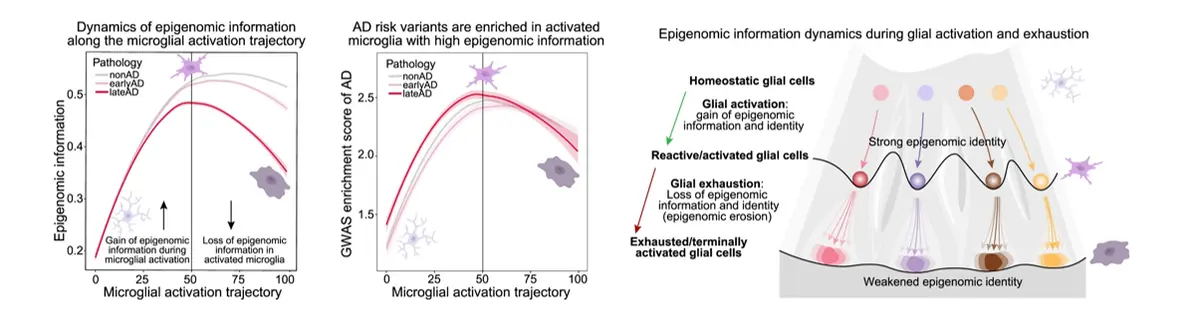 Dynamics of epigenomic information
along the microglial activation trajectory
Pathology
nonAD
earlyAD
lateAD
Epigenomic information
0.5
0.4
0.3
0.2
Gain of epigenomic
information during
microglial activation
Loss of epigenomic
information in
activated microglia
0 25 50 75 100
Microglial activation trajectory
AD risk variants are enriched in activated
microglia with high epigenomic information
Pathology
nonAD
earlyAD
lateAD
GWAS enrichment score of AD
2.5
2.0
1.5
0 25 50 75 100
Microglial activation trajectory
Epigenomic information dynamics during glial activation and exhaustion
Homeostatic glial cells
Glial activation:
gain of epigenomic
information and identity
Reactive/activated glial cells
Glial exhaustion:
Loss of epigenomic
information and identity
(epigenomic erosion)
Exhausted/terminally
activated glial cells
Strong epigenomic identity
Weakened epigenomic identity